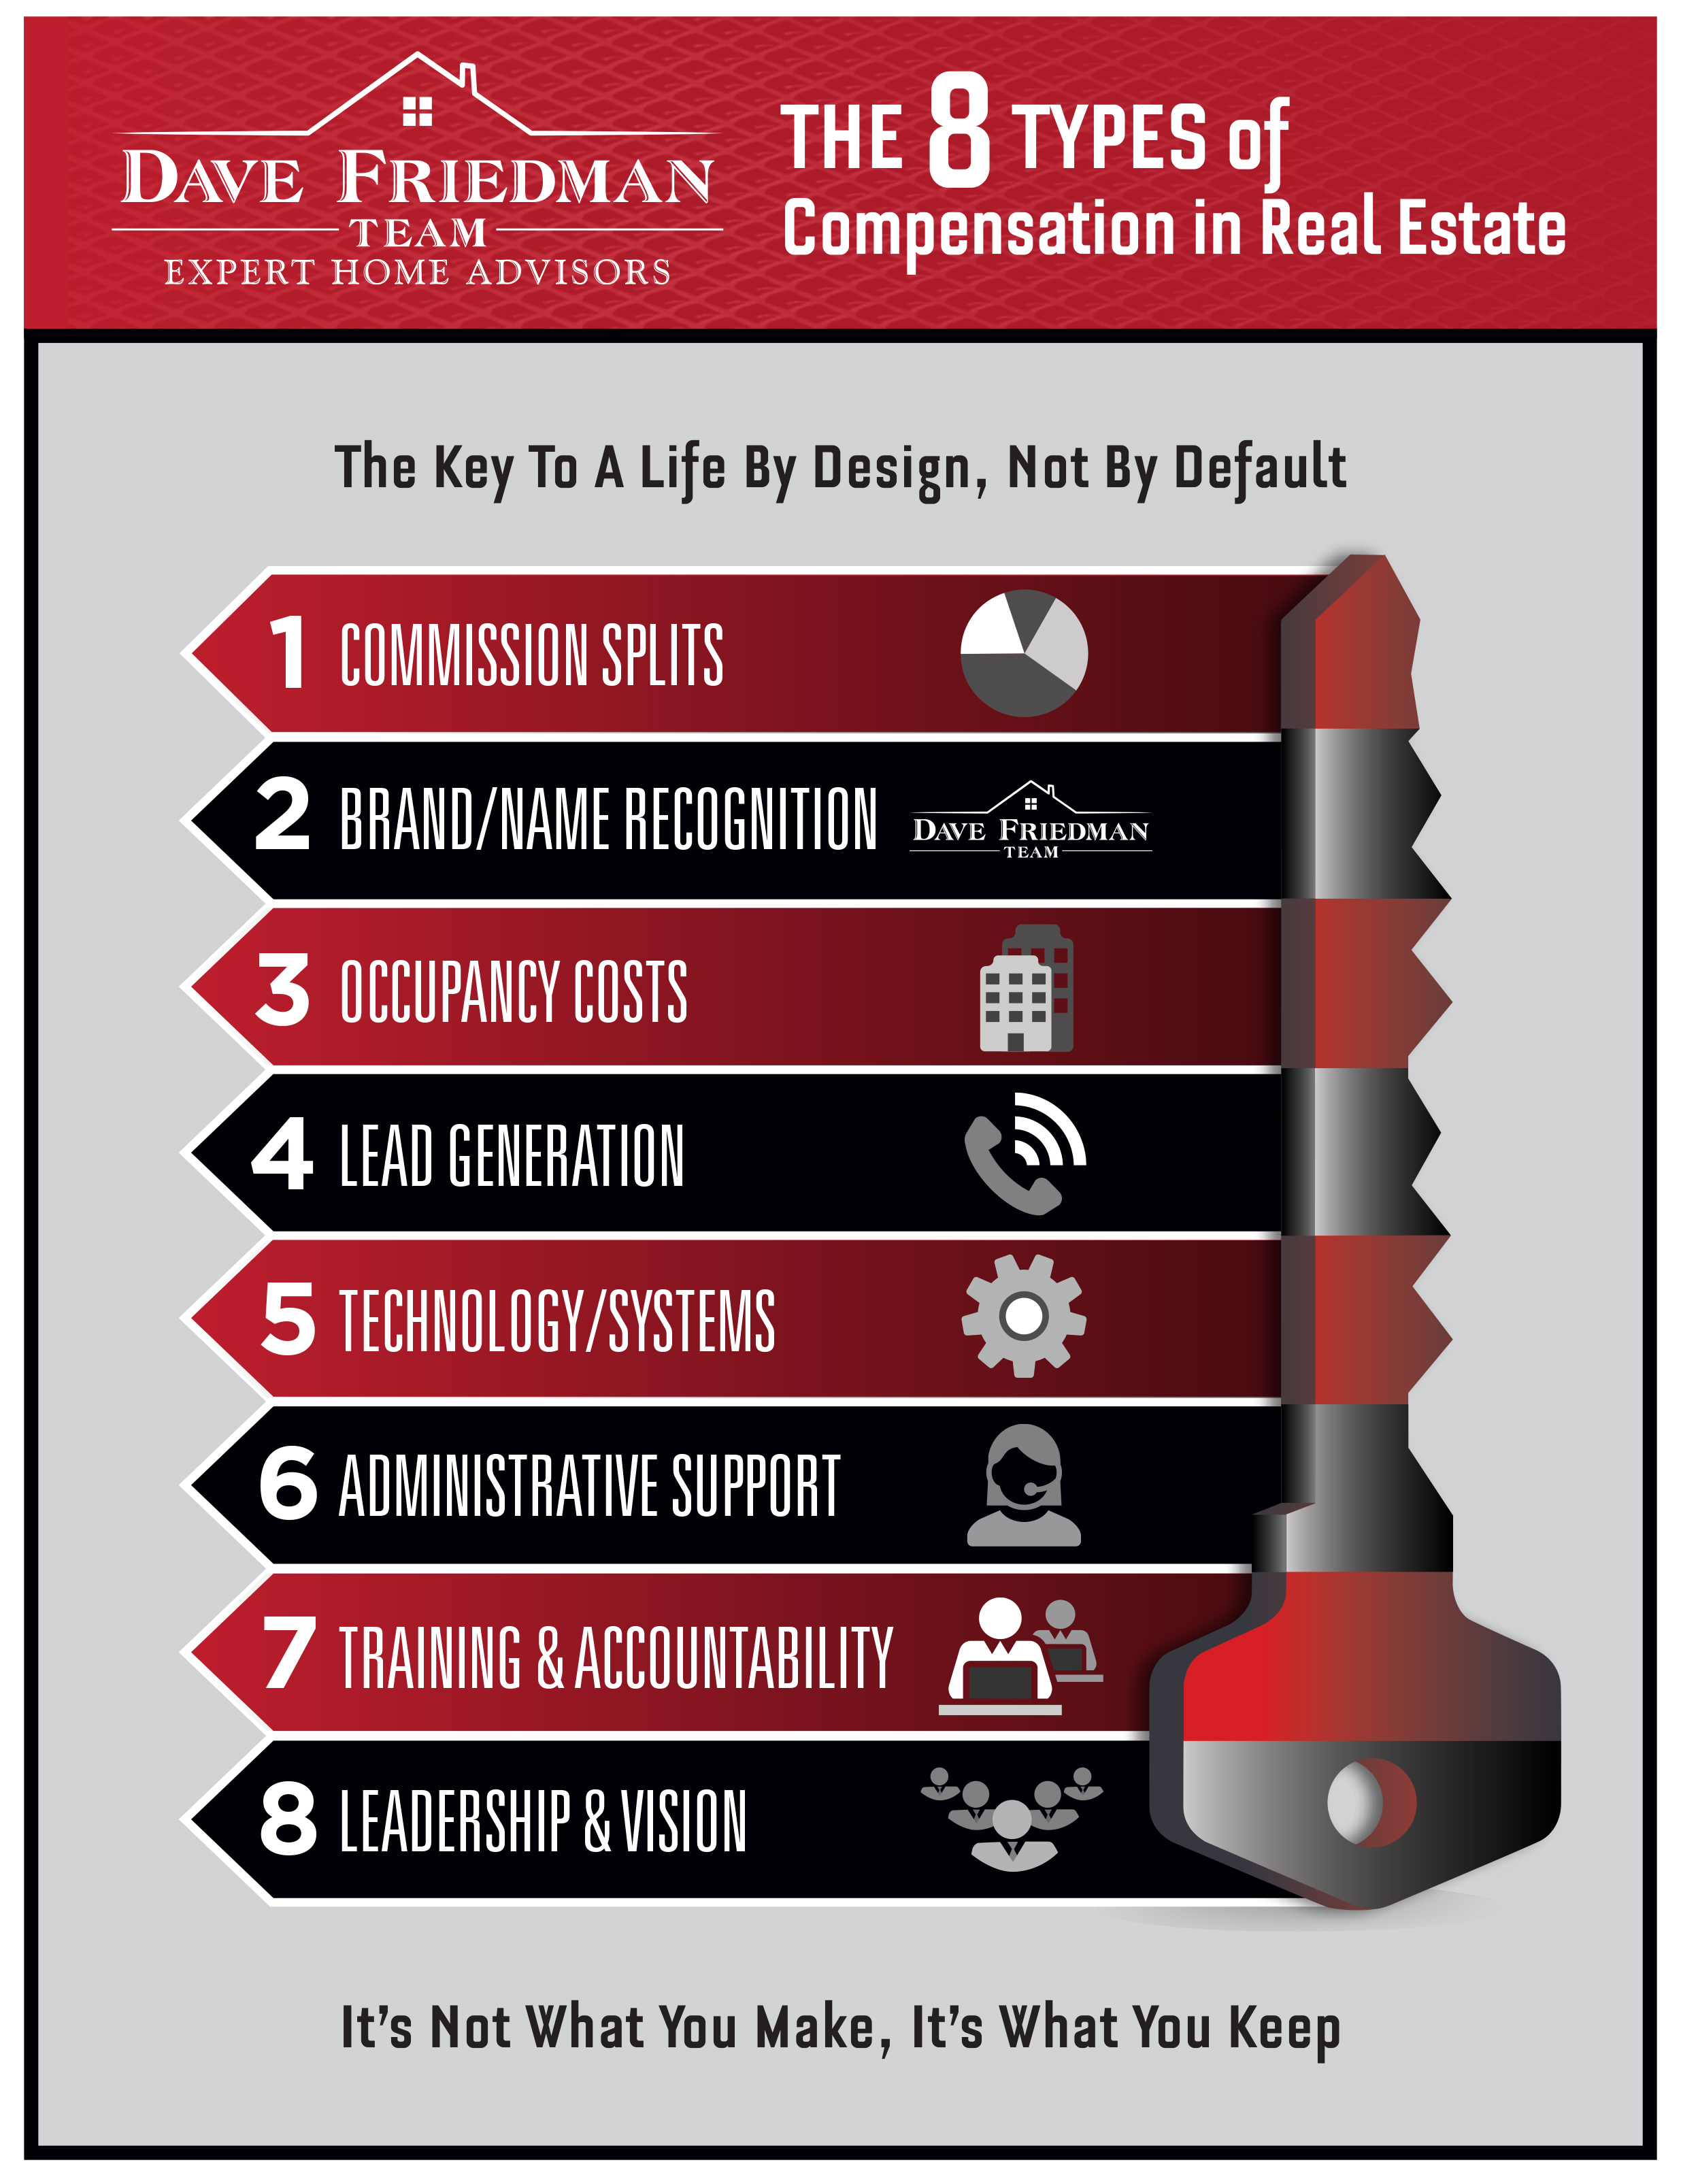 DAVE FRIEDMAN
TEAM
EXPERT HOME ADVISORS
THE 8 TYPES of
Compensation in Real Estate
The Key To A Life By Design, Not By Default
1 COMMISSION SPLITS
2 BRAND/NAME RECOGNITION
DAVE FRIEDMAN
TEAM
3 OCCUPANCY COSTS
4 LEAD GENERATION
5 TECHNOLOGY/SYSTEMS
6 ADMINISTRATIVE SUPPORT
7 TRAINING & ACCOUNTABILITY
8 LEADERSHIP & VISION
It's Not What You Make, It's What You Keep